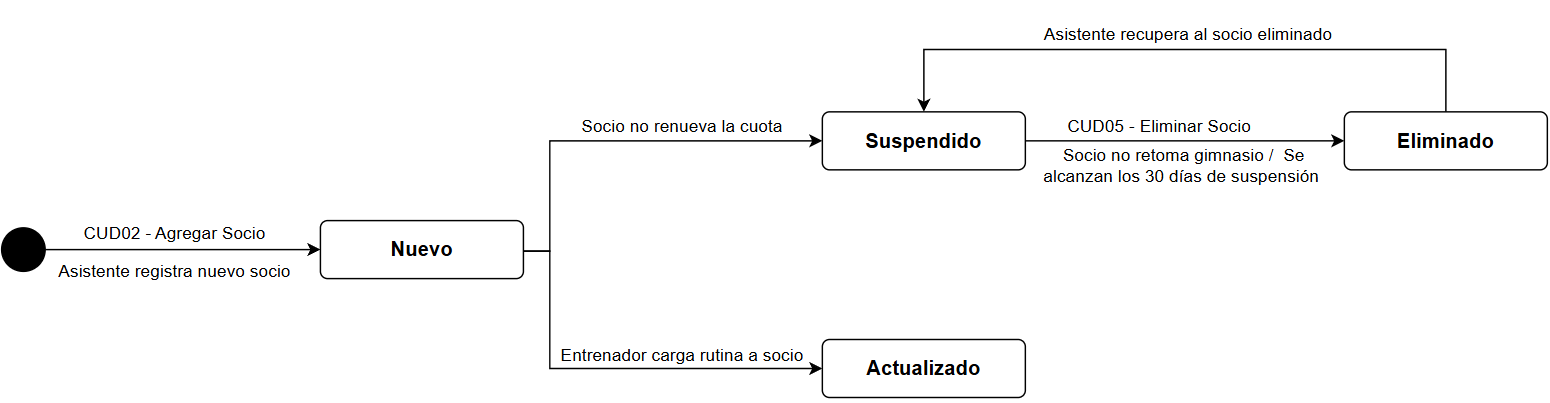 Asistente recupera al socio eliminado
Socio no renueva la cuota
Suspendido
CUD05 - Eliminar Socio
Socio no retoma gimnasio / Se
alcanzan los 30 días de suspensión
Eliminado
CUD02 - Agregar Socio
Asistente registra nuevo socio
Nuevo
Entrenador carga rutina a socio
Actualizado